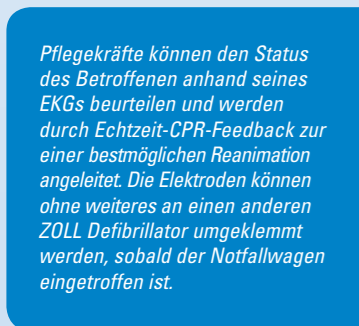 Pflegekräfte können den Status
des Betroffenen anhand seines
EKGs beurteilen und werden
durch Echtzeit-CPR-Feedback zur
einer bestmöglichen Reanimation
angeleitet. Die Elektroden können
ohne weiteres an einen anderen
ZOLL Defibrillator umgeklemmt
werden, sobald der Notfallwagen
eingetroffen ist.